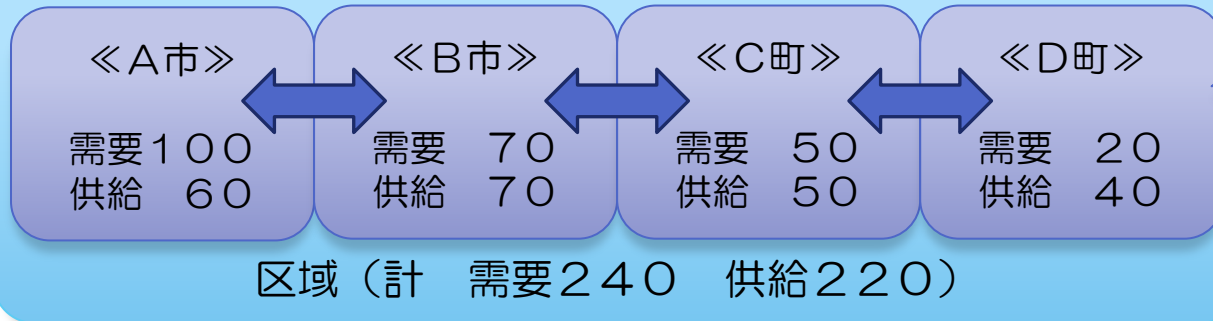 ≪A市≫
需要100
供給 60
≪B市≫
需要 70
供給 70
≪C町≫
需要 50
供給 50
≪D町≫
需要 20
供給 40
区域（計 需要240 供給220）